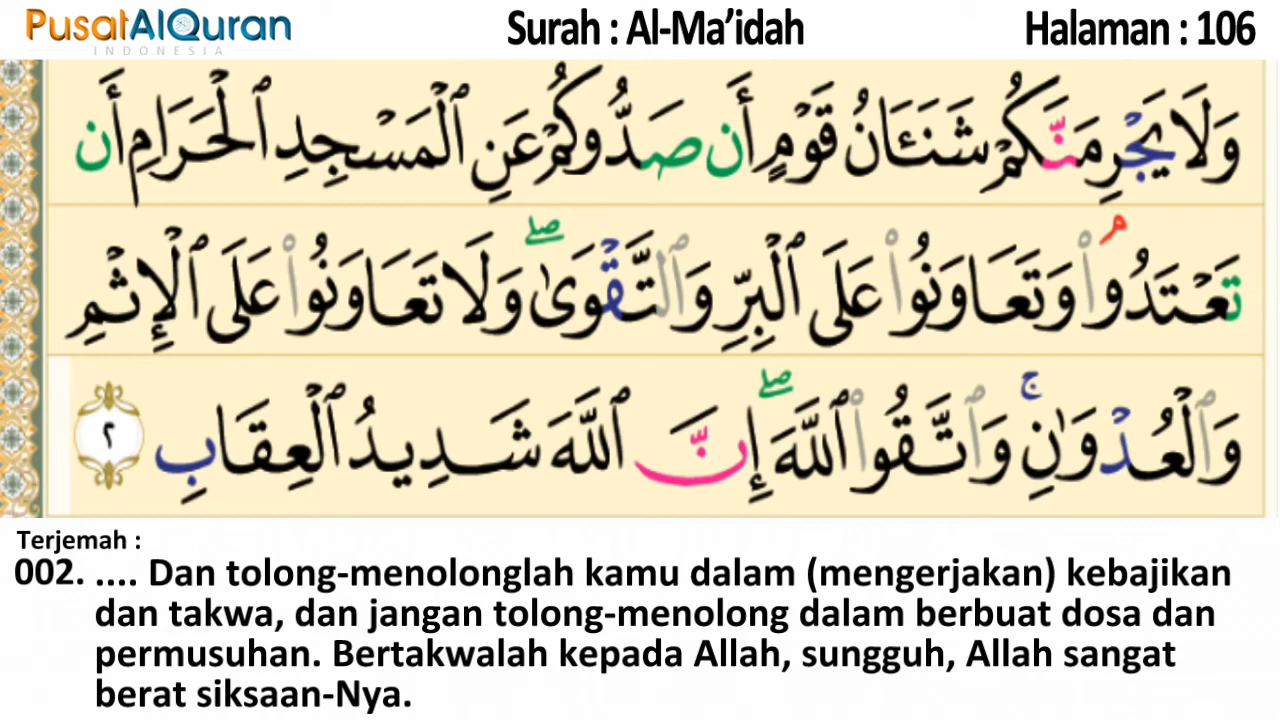 PusatAlQuran
INDONESIA
Surah : Al-Ma’idah
Halaman : 106
وَلَا يَجْرِمَنَّكُمْ شَنَـَٔانُ قَوْمٍ أَن صَدُّوكُمْ عَنِ ٱلْمَسْجِدِ ٱلْحَرَامِ أَن
تَعْتَدُوا۟ ۘ وَتَعَاوَنُوا۟ عَلَى ٱلْبِرِّ وَٱلتَّقْوَىٰ ۖ وَلَا تَعَاوَنُوا۟ عَلَى ٱلْإِثْمِ
وَٱلْعُدْوَٰنِ ۚ وَٱتَّقُوا۟ ٱللَّهَ ۖ إِنَّ ٱللَّهَ شَدِيدُ ٱلْعِقَابِ ٢
Terjemah :
002. .... Dan tolong-menolonglah kamu dalam (mengerjakan) kebajikan
dan takwa, dan jangan tolong-menolong dalam berbuat dosa dan
permusuhan. Bertakwalah kepada Allah, sungguh, Allah sangat
berat siksaan-Nya.